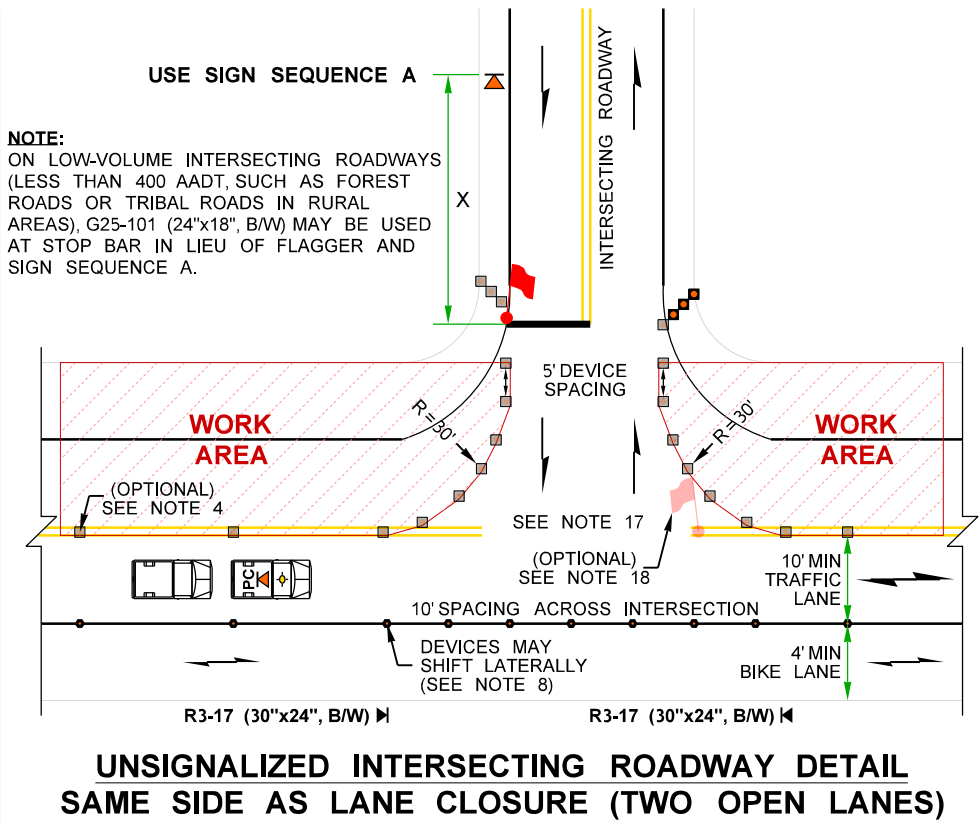 USE SIGN SEQUENCE A
NOTE:
ON LOW-VOLUME INTERSECTING ROADWAYS
(LESS THAN 400 AADT, SUCH AS FOREST
ROADS OR TRIBAL ROADS IN RURAL
AREAS), G25-101 (24"x18", B/W) MAY BE USED
AT STOP BAR IN LIEU OF FLAGGER AND
SIGN SEQUENCE A.
X
INTERSECTING ROADWAY
5' DEVICE
SPACING
R=30'
R=30'
WORK
AREA
WORK
AREA
(OPTIONAL)
SEE NOTE 4
SEE NOTE 17
(OPTIONAL)
SEE NOTE 18
10' MIN
TRAFFIC
LANE
PC
10' SPACING ACROSS INTERSECTION
DEVICES MAY
SHIFT LATERALLY
(SEE NOTE 8)
4' MIN
BIKE LANE
R3-17 (30"x24", B/W)
R3-17 (30"x24", B/W)
UNSIGNALIZED INTERSECTING ROADWAY DETAIL
SAME SIDE AS LANE CLOSURE (TWO OPEN LANES)